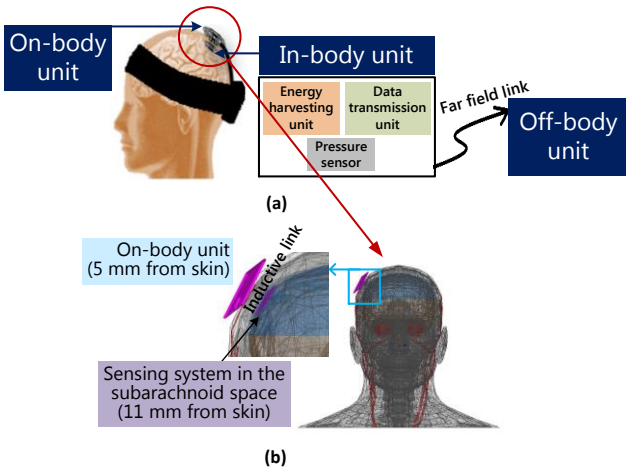 On-body
unit
In-body unit
Energy
harvesting
unit
Data
transmission
unit
Pressure
sensor
Far field link
Off-body
unit
(a)
On-body unit
(5 mm from skin)
Inductive link
Sensing system in the
subarachnoid space
(11 mm from skin)
(b)